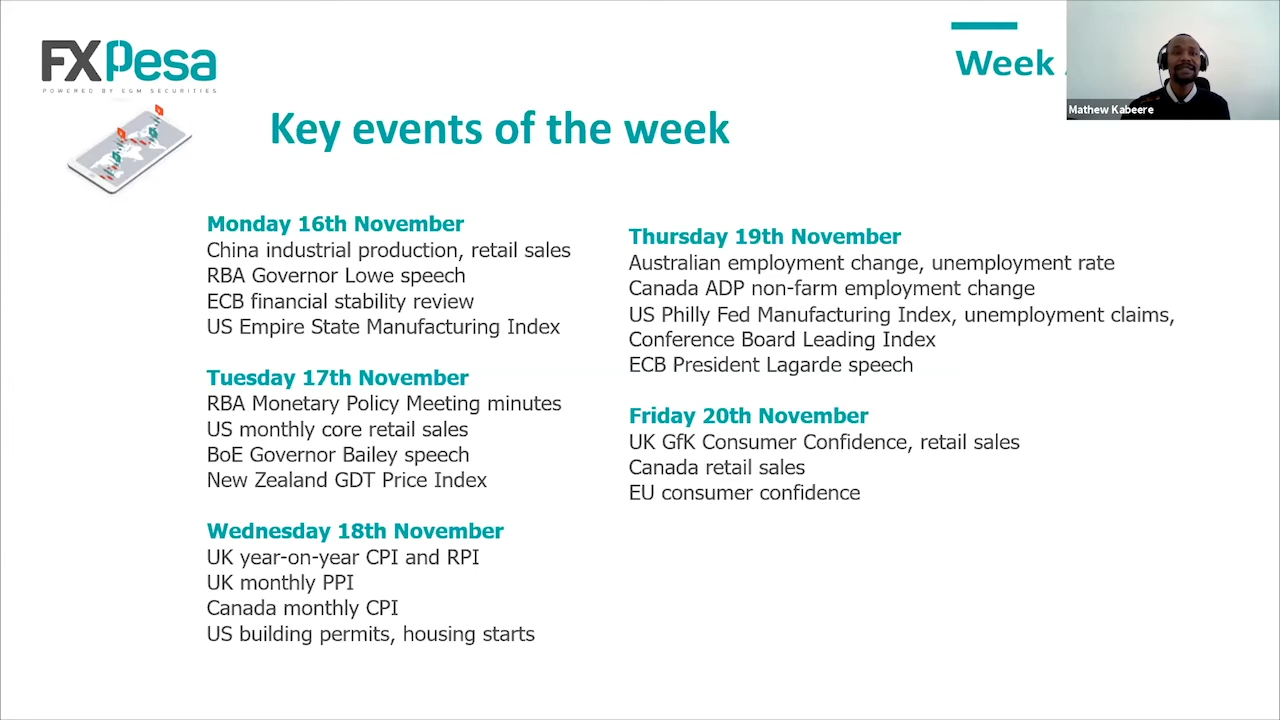 FXPesa
POWERED BY EGM SECURITIES
Week
Mathew Kabeere
Key events of the week
Monday 16th November
China industrial production, retail sales
RBA Governor Lowe speech
ECB financial stability review
US Empire State Manufacturing Index
Tuesday 17th November
RBA Monetary Policy Meeting minutes
US monthly core retail sales
BoE Governor Bailey speech
New Zealand GDT Price Index
Wednesday 18th November
UK year-on-year CPI and RPI
UK monthly PPI
Canada monthly CPI
US building permits, housing starts
Thursday 19th November
Australian employment change, unemployment rate
Canada ADP non-farm employment change
US Philly Fed Manufacturing Index, unemployment claims,
Conference Board Leading Index
ECB President Lagarde speech
Friday 20th November
UK GfK Consumer Confidence, retail sales
Canada retail sales
EU consumer confidence